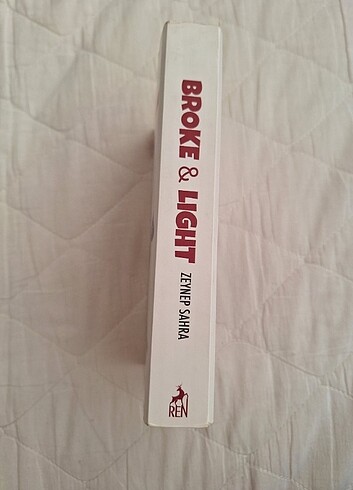 BROKE & LIGHT
ZEYNEP SAHRA
REN